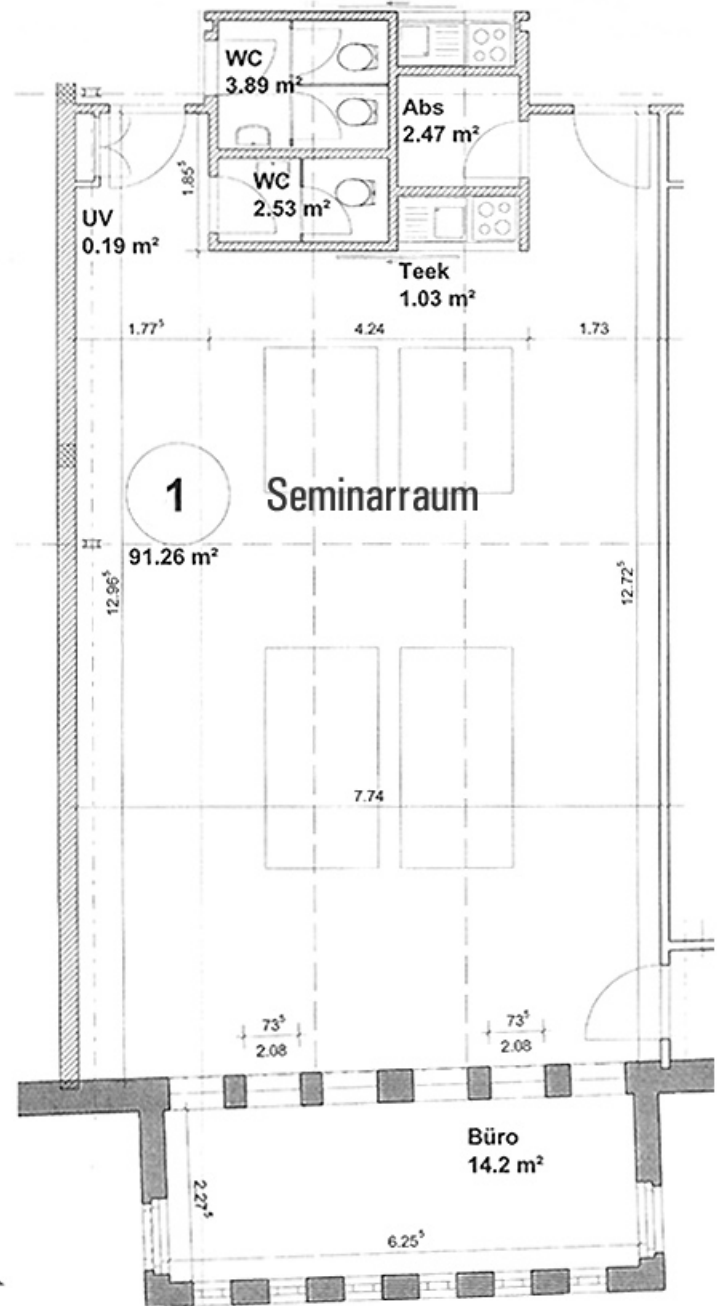 WC
3.89 m²
Abs
2.47 m²
WC
2.53 m²
1.85⁵
UV
0.19 m²
Teek
1.03 m²
1.77⁵
4.24
1.73
1
Seminarraum
91.26 m²
12.96⁵
12.72⁵
7.74
73⁵
2.08
73⁵
2.08
Büro
14.2 m²
2.27⁵
6.25⁵